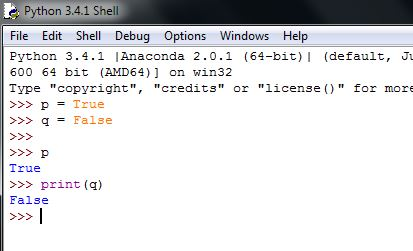 Python 3.4.1 Shell
File Edit Shell Debug Options Windows Help
Python 3.4.1 |Anaconda 2.0.1 (64-bit)| (default,
600 64 bit (AMD64)] on win32
Type "copyright", "credits" or "license()" for
>>> p = True
>>> q = False
>>>
>>> p
True
>>> print(q)
False
>>>